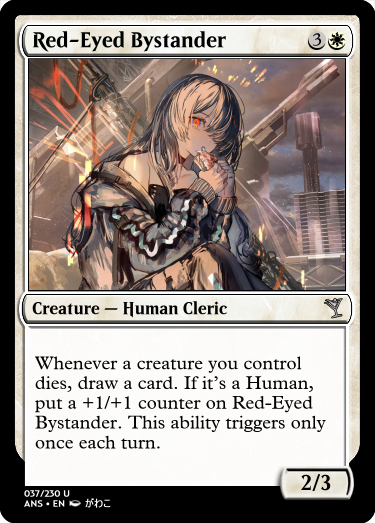 Red-Eyed Bystander 3
Creature — Human Cleric
Whenever a creature you control
dies, draw a card. If it's a Human,
put a +1/+1 counter on Red-Eyed
Bystander. This ability triggers only
once each turn.
2/3
037/230 U
ANS • EN がわこ